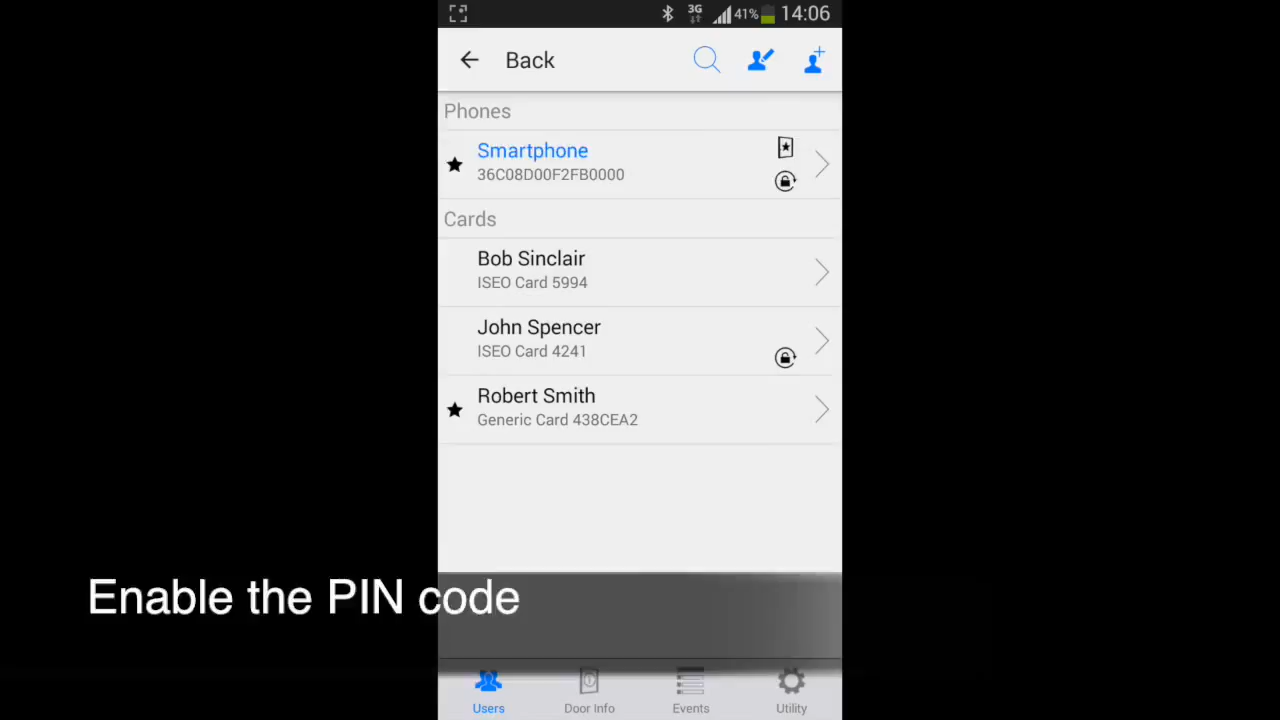 3G 41% 14:06
Back
Phones
Smartphone
36C08D00F2FB0000
Cards
Bob Sinclair
ISEO Card 5994
John Spencer
ISEO Card 4241
Robert Smith
Generic Card 438CEA2
Enable the PIN code
Users Door Info Events Utility